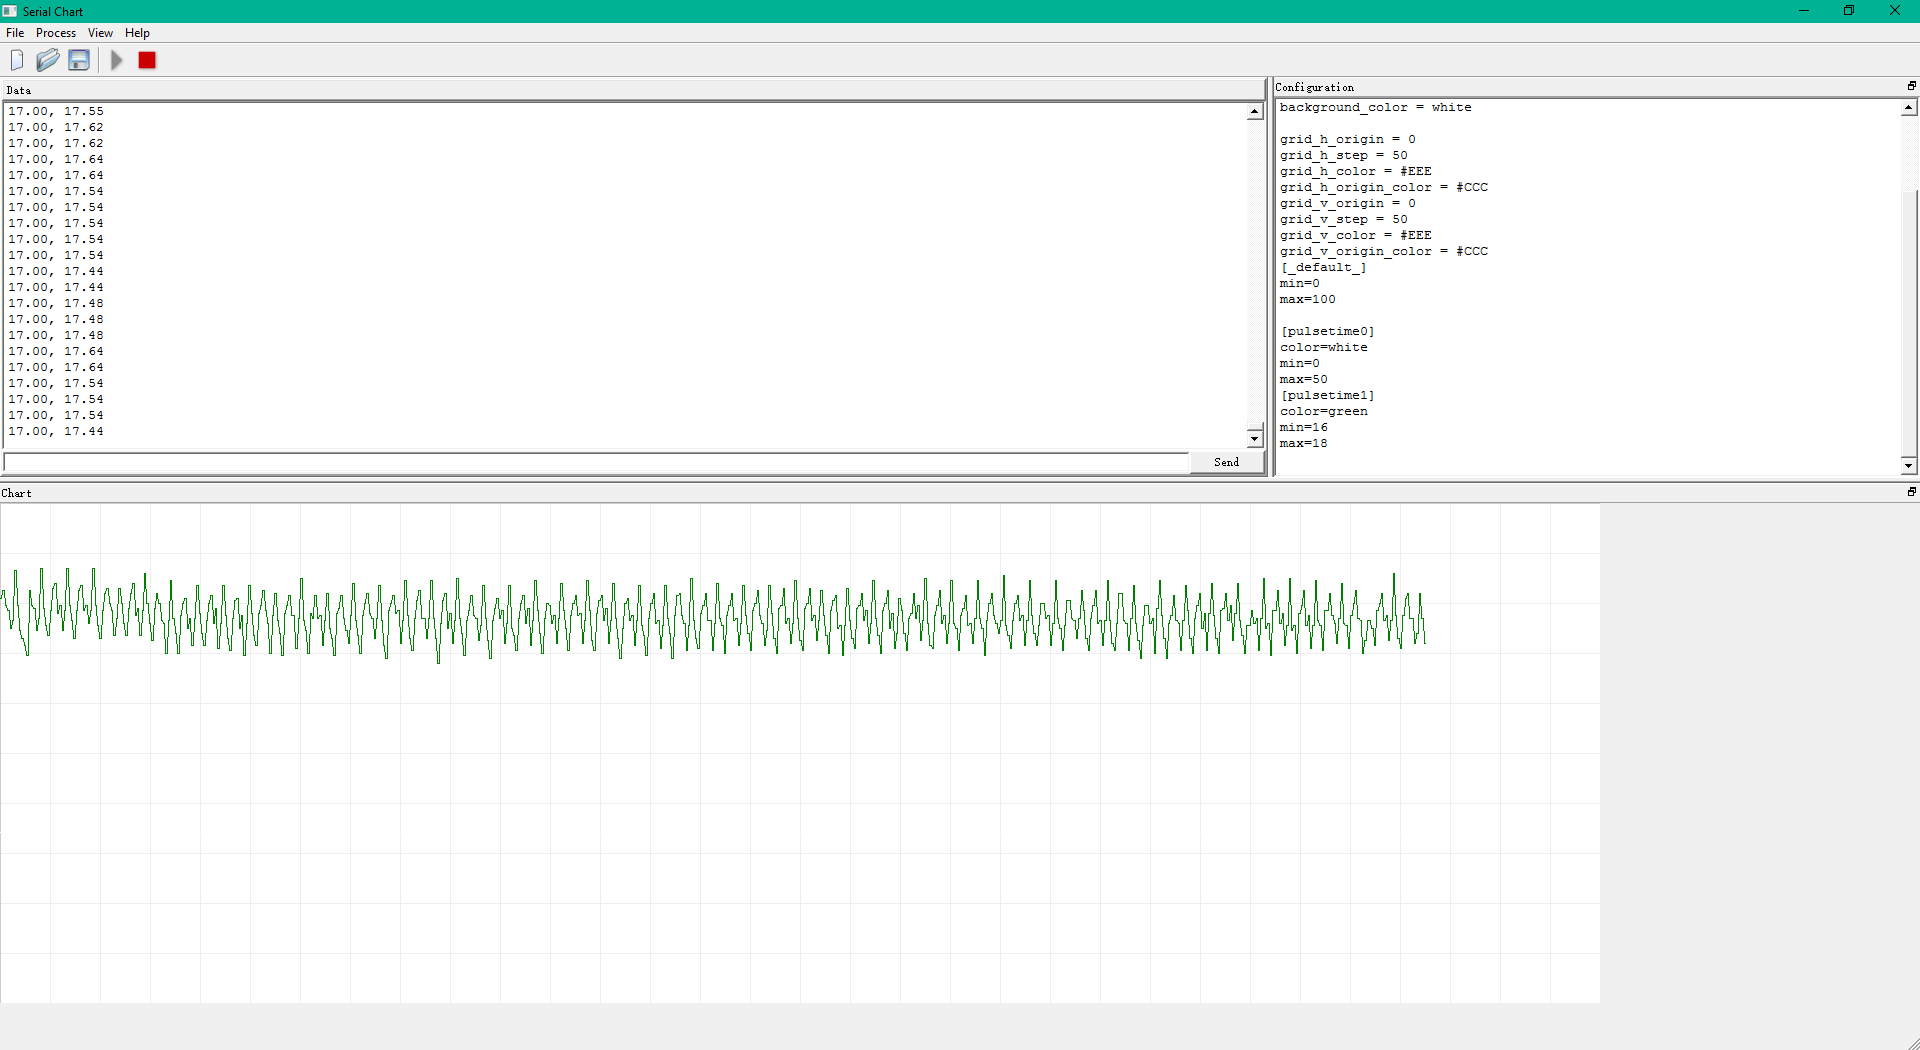 Serial Chart
File Process View Help
Data
17.00, 17.55
17.00, 17.62
17.00, 17.62
17.00, 17.64
17.00, 17.64
17.00, 17.54
17.00, 17.54
17.00, 17.54
17.00, 17.54
17.00, 17.54
17.00, 17.44
17.00, 17.44
17.00, 17.48
17.00, 17.48
17.00, 17.48
17.00, 17.64
17.00, 17.64
17.00, 17.54
17.00, 17.54
17.00, 17.54
17.00, 17.44
Send
Configuration
background_color = white
grid_h_origin = 0
grid_h_step = 50
grid_h_color = #EEE
grid_h_origin_color = #CCC
grid_v_origin = 0
grid_v_step = 50
grid_v_color = #EEE
grid_v_origin_color = #CCC
[_default_]
min=0
max=100
[pulsetime0]
color=white
min=0
max=50
[pulsetime1]
color=green
min=16
max=18
Chart